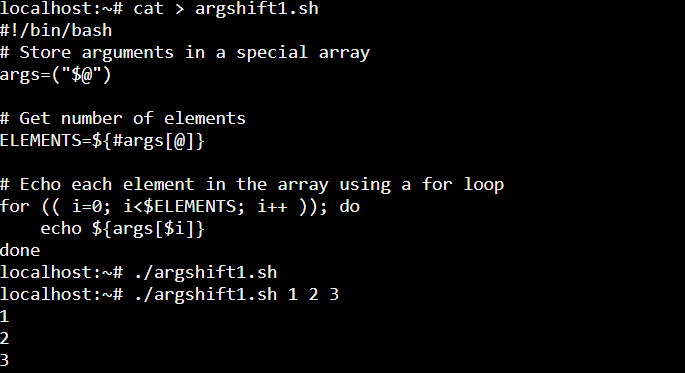 localhost:~# cat > argshift1.sh
#!/bin/bash
# Store arguments in a special array
args=("$@")
# Get number of elements
ELEMENTS=${#args[@]}
# Echo each element in the array using a for loop
for (( i=0; i<$ELEMENTS; i++ )); do
    echo ${args[$i]}
done
localhost:~# ./argshift1.sh
localhost:~# ./argshift1.sh 1 2 3
1
2
3